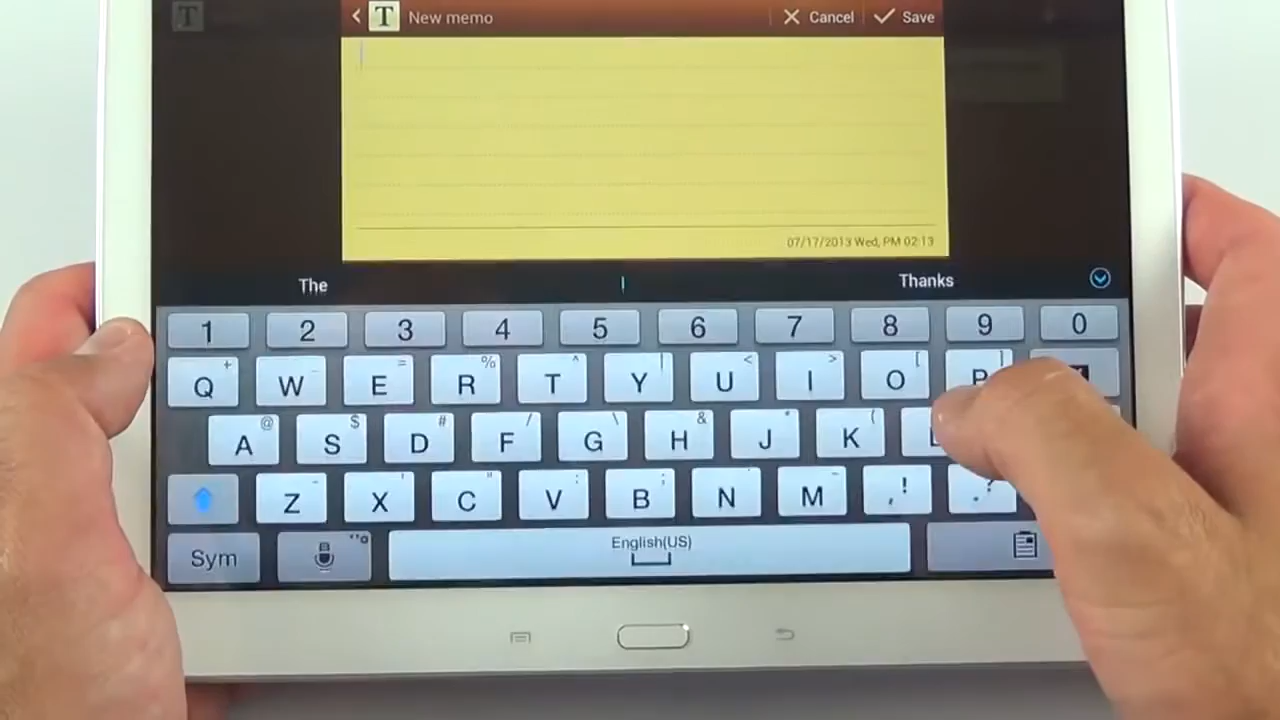 T
T New memo Cancel Save
07/17/2013 Wed, PM 02:13
The Thanks
1 2 3 4 5 6 7 8 9 0
+ _ = % ^ | < > [ ]
Q W E R T Y U I O P
@ $ # / \ & * (
A S D F G H J K L
- ' " : ; ,!
Z X C V B N M .?
English(US)
Sym